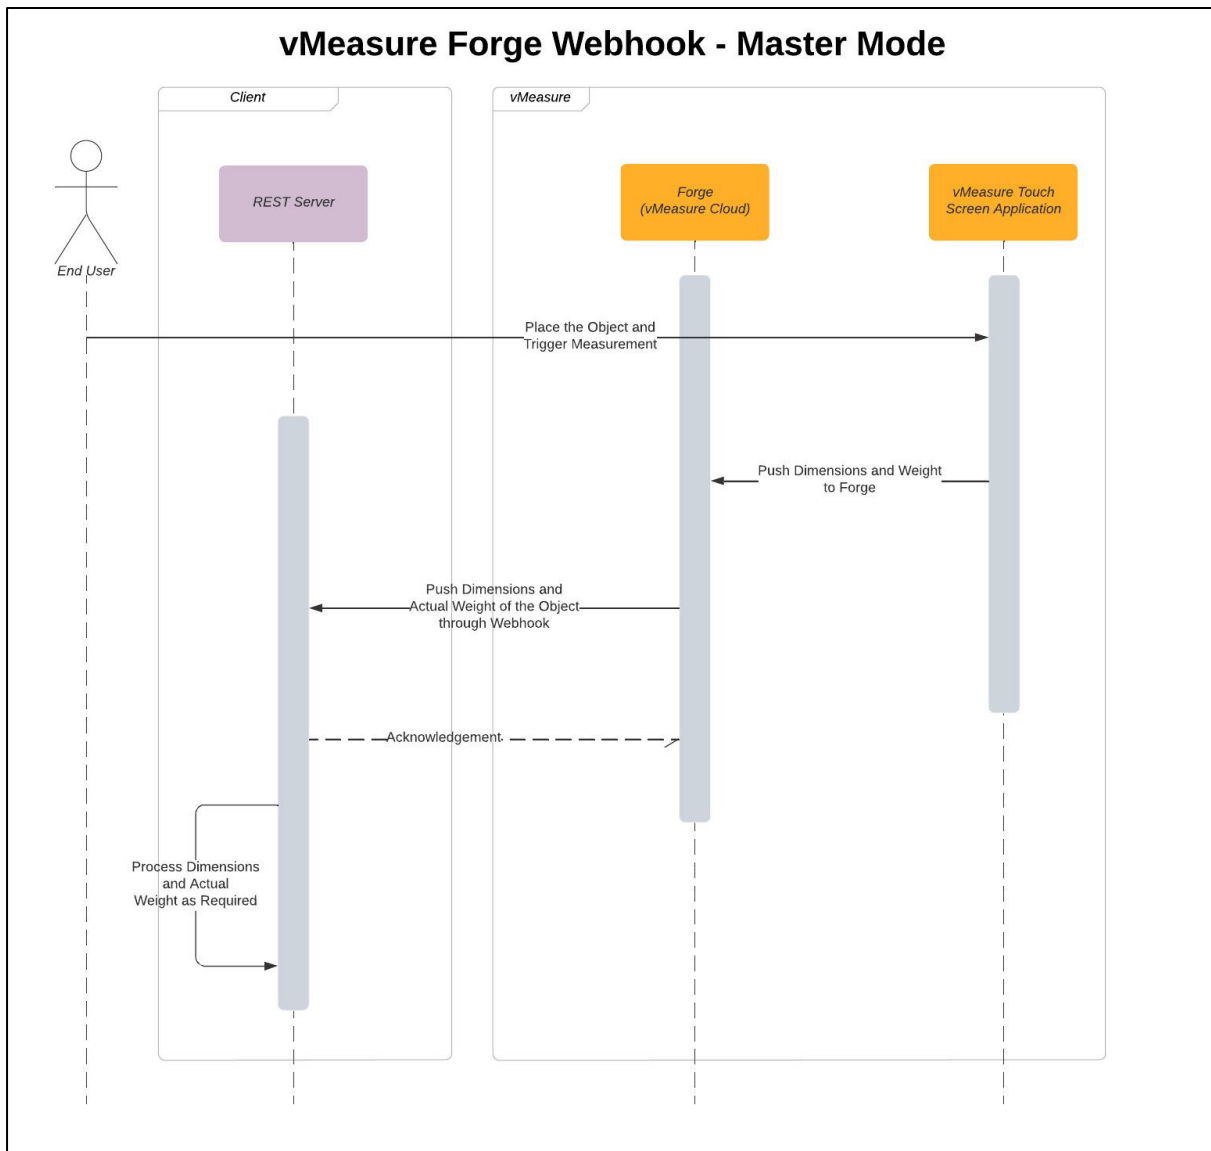 vMeasure Forge Webhook - Master Mode
Client
vMeasure
REST Server
Forge
(vMeasure Cloud)
vMeasure Touch
Screen Application
End User
Place the Object and
Trigger Measurement
Push Dimensions and Weight
to Forge
Push Dimensions and
Actual Weight of the Object
through Webhook
Acknowledgement
Process Dimensions
and Actual
Weight as Required